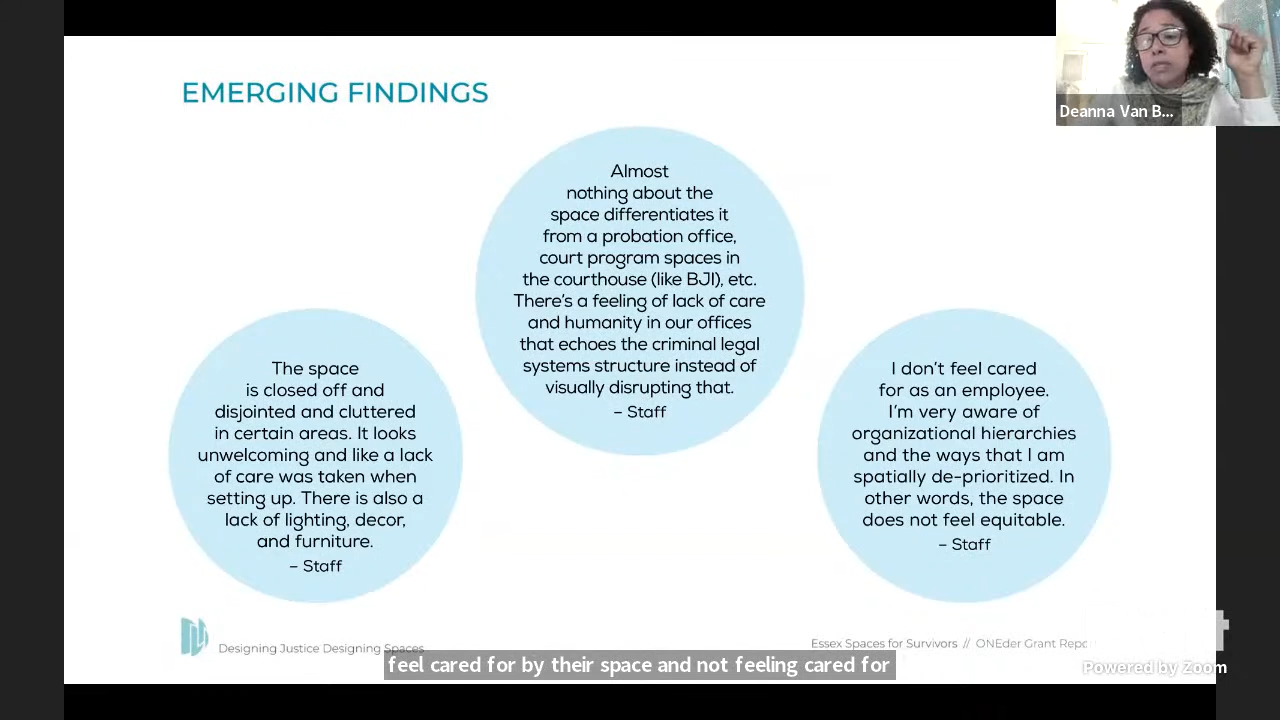 EMERGING FINDINGS
Deanna Van B...
Almost
nothing about the
space differentiates it
from a probation office,
court program spaces in
the courthouse (like BJI), etc.
There's a feeling of lack of care
and humanity in our offices
that echoes the criminal legal
systems structure instead of
visually disrupting that.
– Staff
The space
is closed off and
disjointed and cluttered
in certain areas. It looks
unwelcoming and like a lack
of care was taken when
setting up. There is also a
lack of lighting, decor,
and furniture.
– Staff
I don't feel cared
for as an employee.
I'm very aware of
organizational hierarchies
and the ways that I am
spatially de-prioritized. In
other words, the space
does not feel equitable.
– Staff
Designing Justice Designing Spaces
Essex Spaces for Survivors // ONEder Grant
feel cared for by their space and not feeling cared for
Powered by Zoom